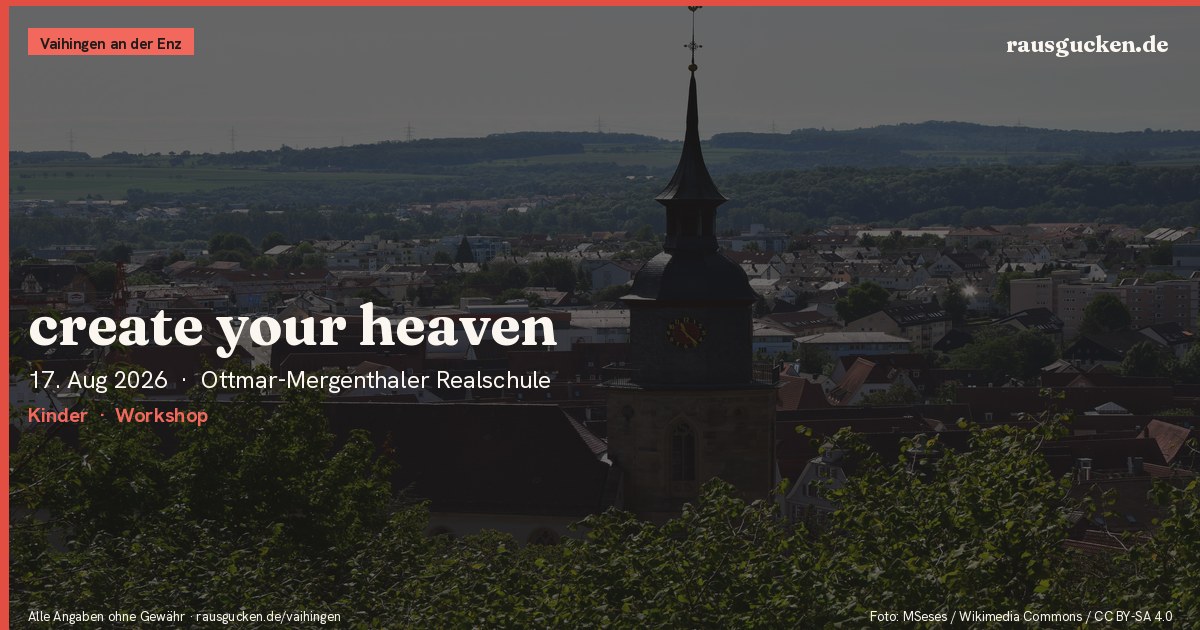 Vaihingen an der Enz
rausgucken.de
create your heaven
17. Aug 2026 · Ottmar-Mergenthaler Realschule
Kinder · Workshop
Alle Angaben ohne Gewähr · rausgucken.de/vaihingen
Foto: MSeses / Wikimedia Commons / CC BY-SA 4.0